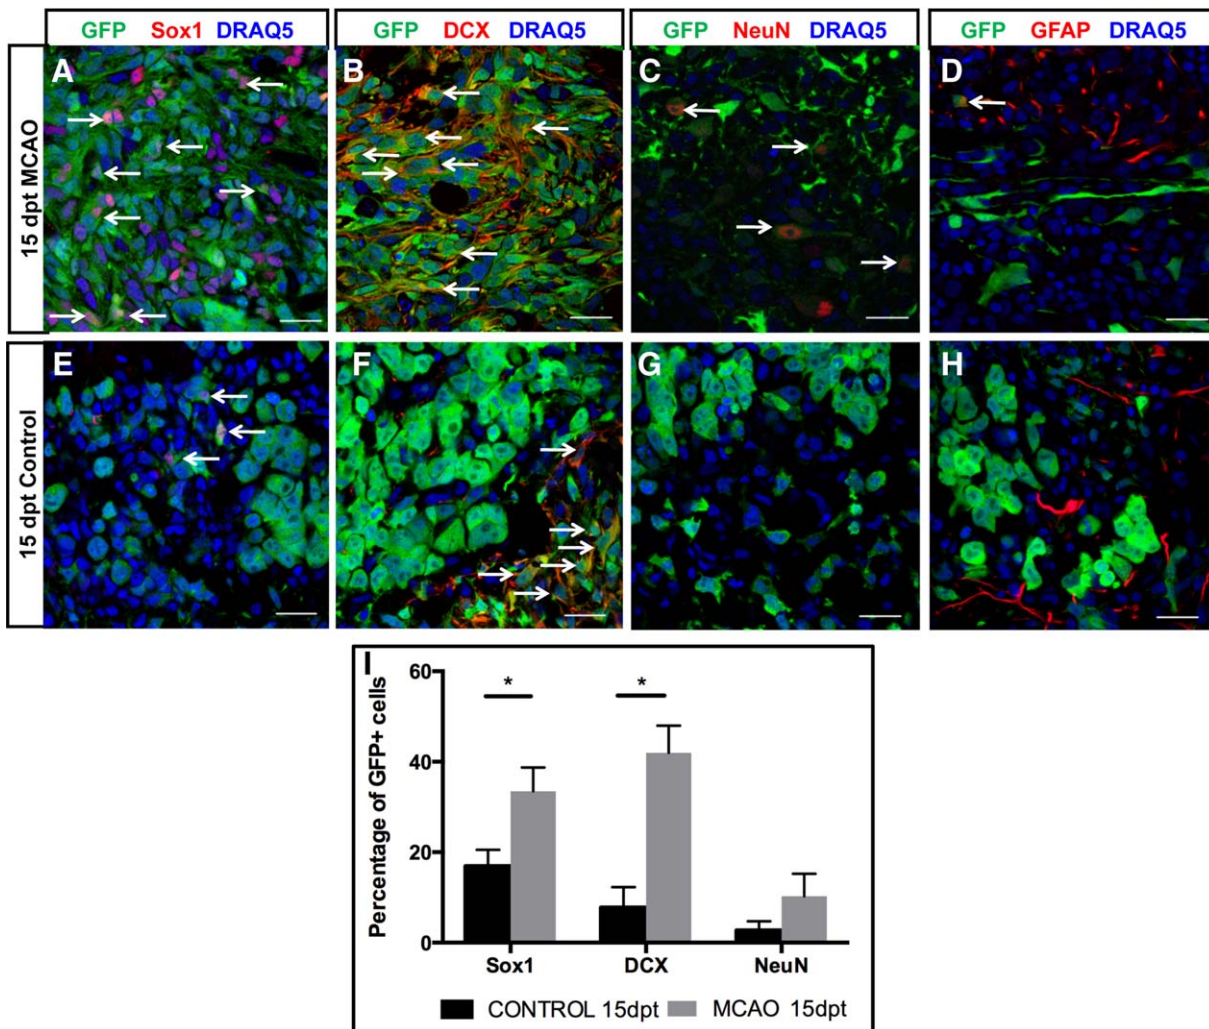 GFP Sox1 DRAQ5
GFP DCX DRAQ5
GFP NeuN DRAQ5
GFP GFAP DRAQ5
15 dpt MCAO
A
B
C
D
15 dpt Control
E
F
G
H
I
Percentage of GFP+ cells
60
40
20
0
*
*
Sox1
DCX
NeuN
CONTROL 15dpt
MCAO 15dpt